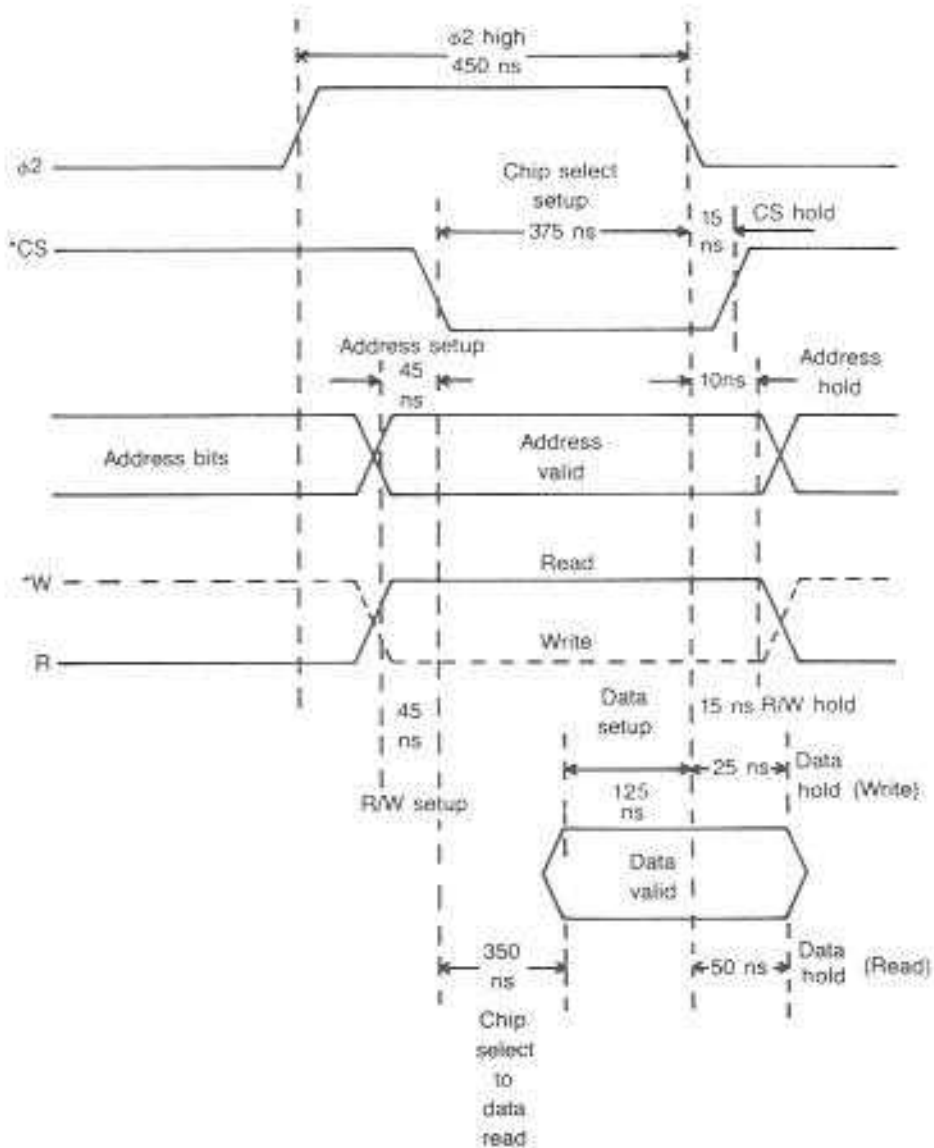 ø2 high
450 ns
ø2
Chip select
setup
375 ns
15
ns
CS hold
*CS
Address setup
45
ns
10ns
Address
hold
Address bits
Address
valid
*W
Read
R
Write
45
ns
Data
setup
15 ns R/W hold
R/W setup
125
ns
25 ns
Data
hold (Write)
Data
valid
350
ns
50 ns
Data
hold (Read)
Chip
select
to
data
read